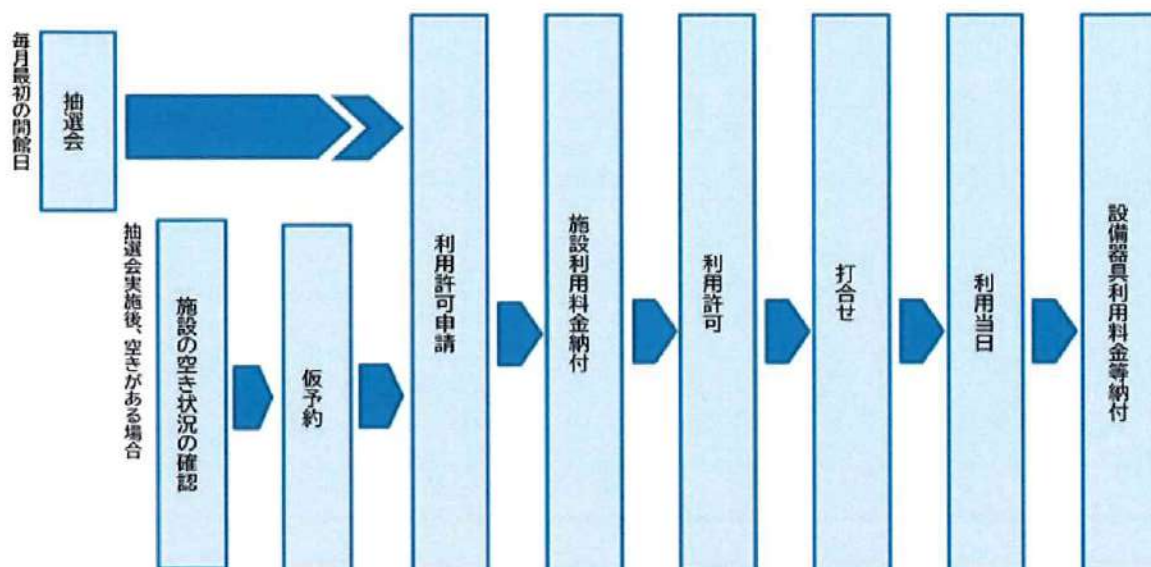 毎月最初の開館日
抽選会
抽選会実施後、空きがある場合
施設の空き状況の確認
仮予約
利用許可申請
施設利用料金納付
利用許可
打合せ
利用当日
設備器具利用料金等納付